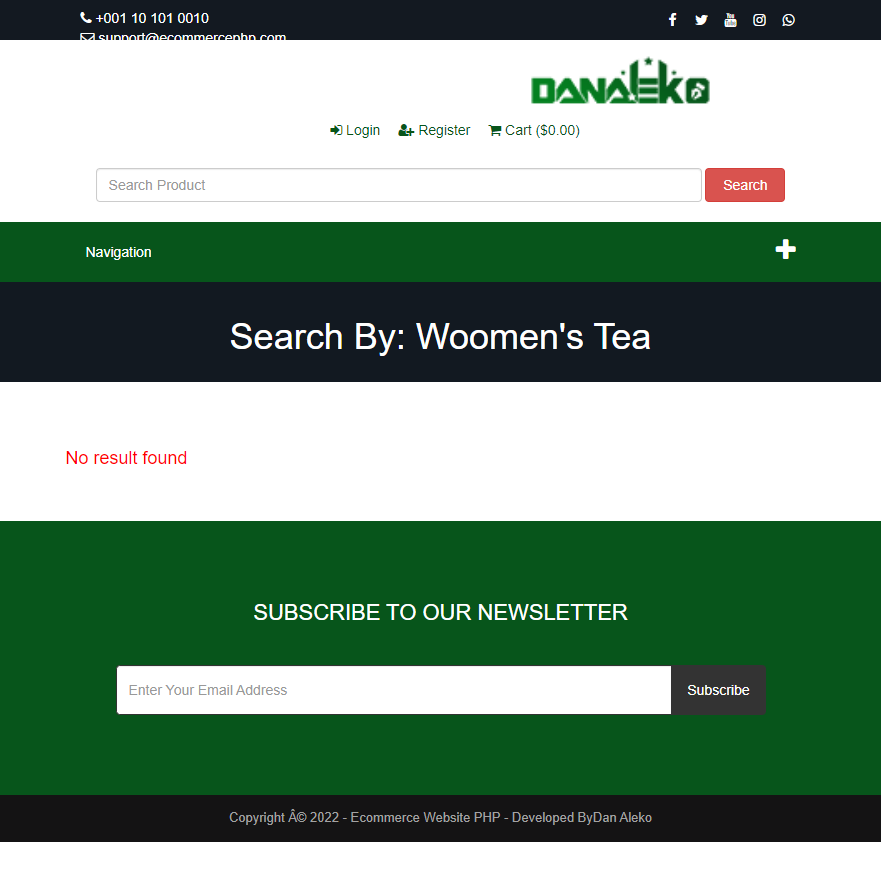 +001 10 101 0010
support@ecommercephp.com
DANALEKO
Login Register Cart ($0.00)
Search Product Search
Navigation
Search By: Woomen's Tea
No result found
SUBSCRIBE TO OUR NEWSLETTER
Enter Your Email Address Subscribe
Copyright Â© 2022 - Ecommerce Website PHP - Developed ByDan Aleko